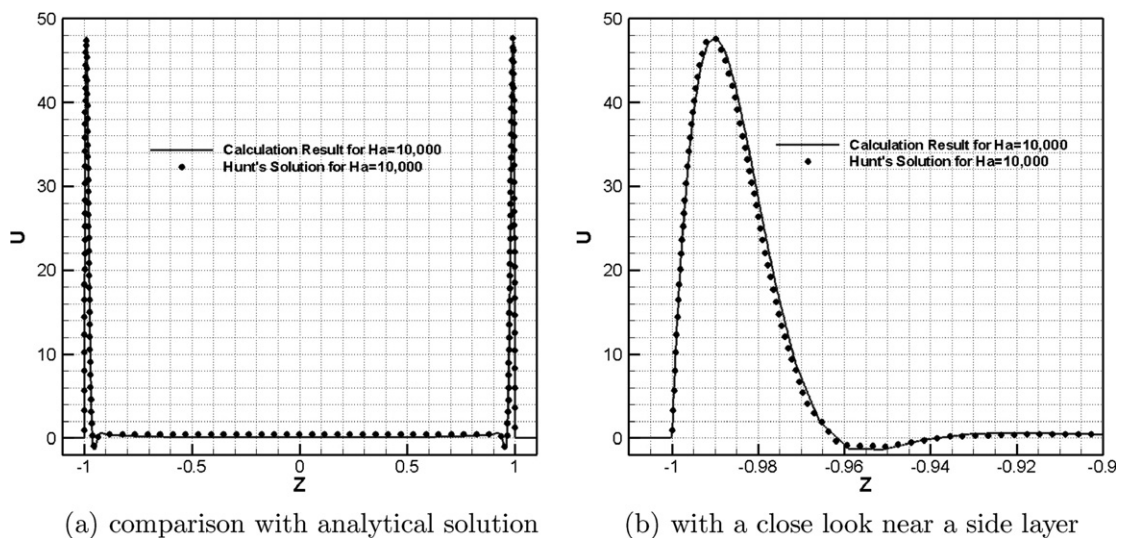 50
40
30
20
10
0
U
Calculation Result for Ha=10,000
Hunt's Solution for Ha=10,000
-1
-0.5
0
0.5
1
Z
50
40
30
20
10
0
U
Calculation Result for Ha=10,000
Hunt's Solution for Ha=10,000
-1
-0.98
-0.96
-0.94
-0.92
-0.9
Z
(a) comparison with analytical solution
(b) with a close look near a side layer